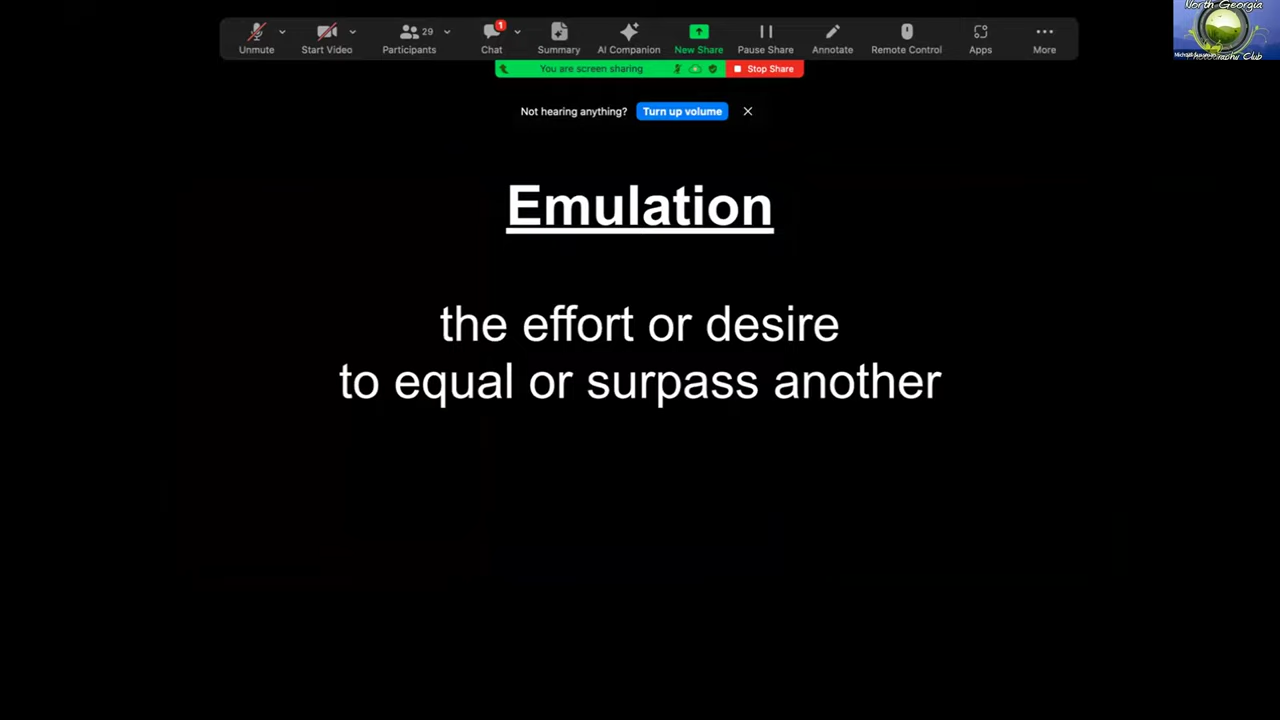 North Georgia
29
1
Unmute
Start Video
Participants
Chat
Summary
AI Companion
New Share
Pause Share
Annotate
Remote Control
Apps
More
Photography Club
You are screen sharing
Stop Share
Not hearing anything?
Turn up volume
Emulation
the effort or desire
to equal or surpass another